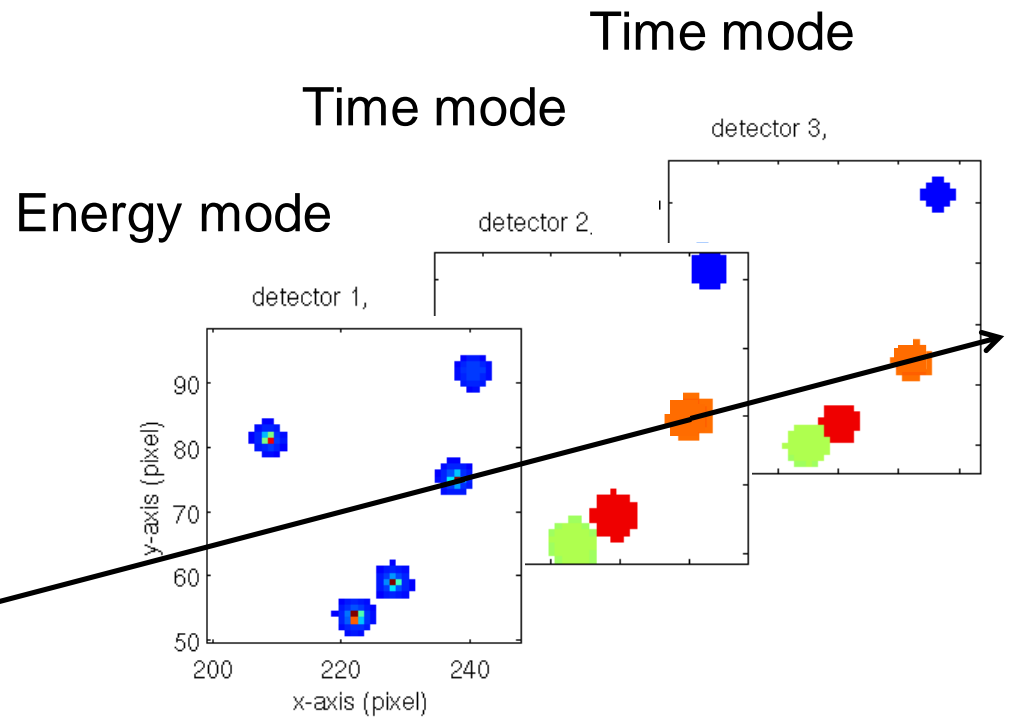 Time mode
Time mode
detector 3,
Energy mode
detector 2,
detector 1,
90
80
70
60
50
y-axis (pixel)
200 220 240
x-axis (pixel)